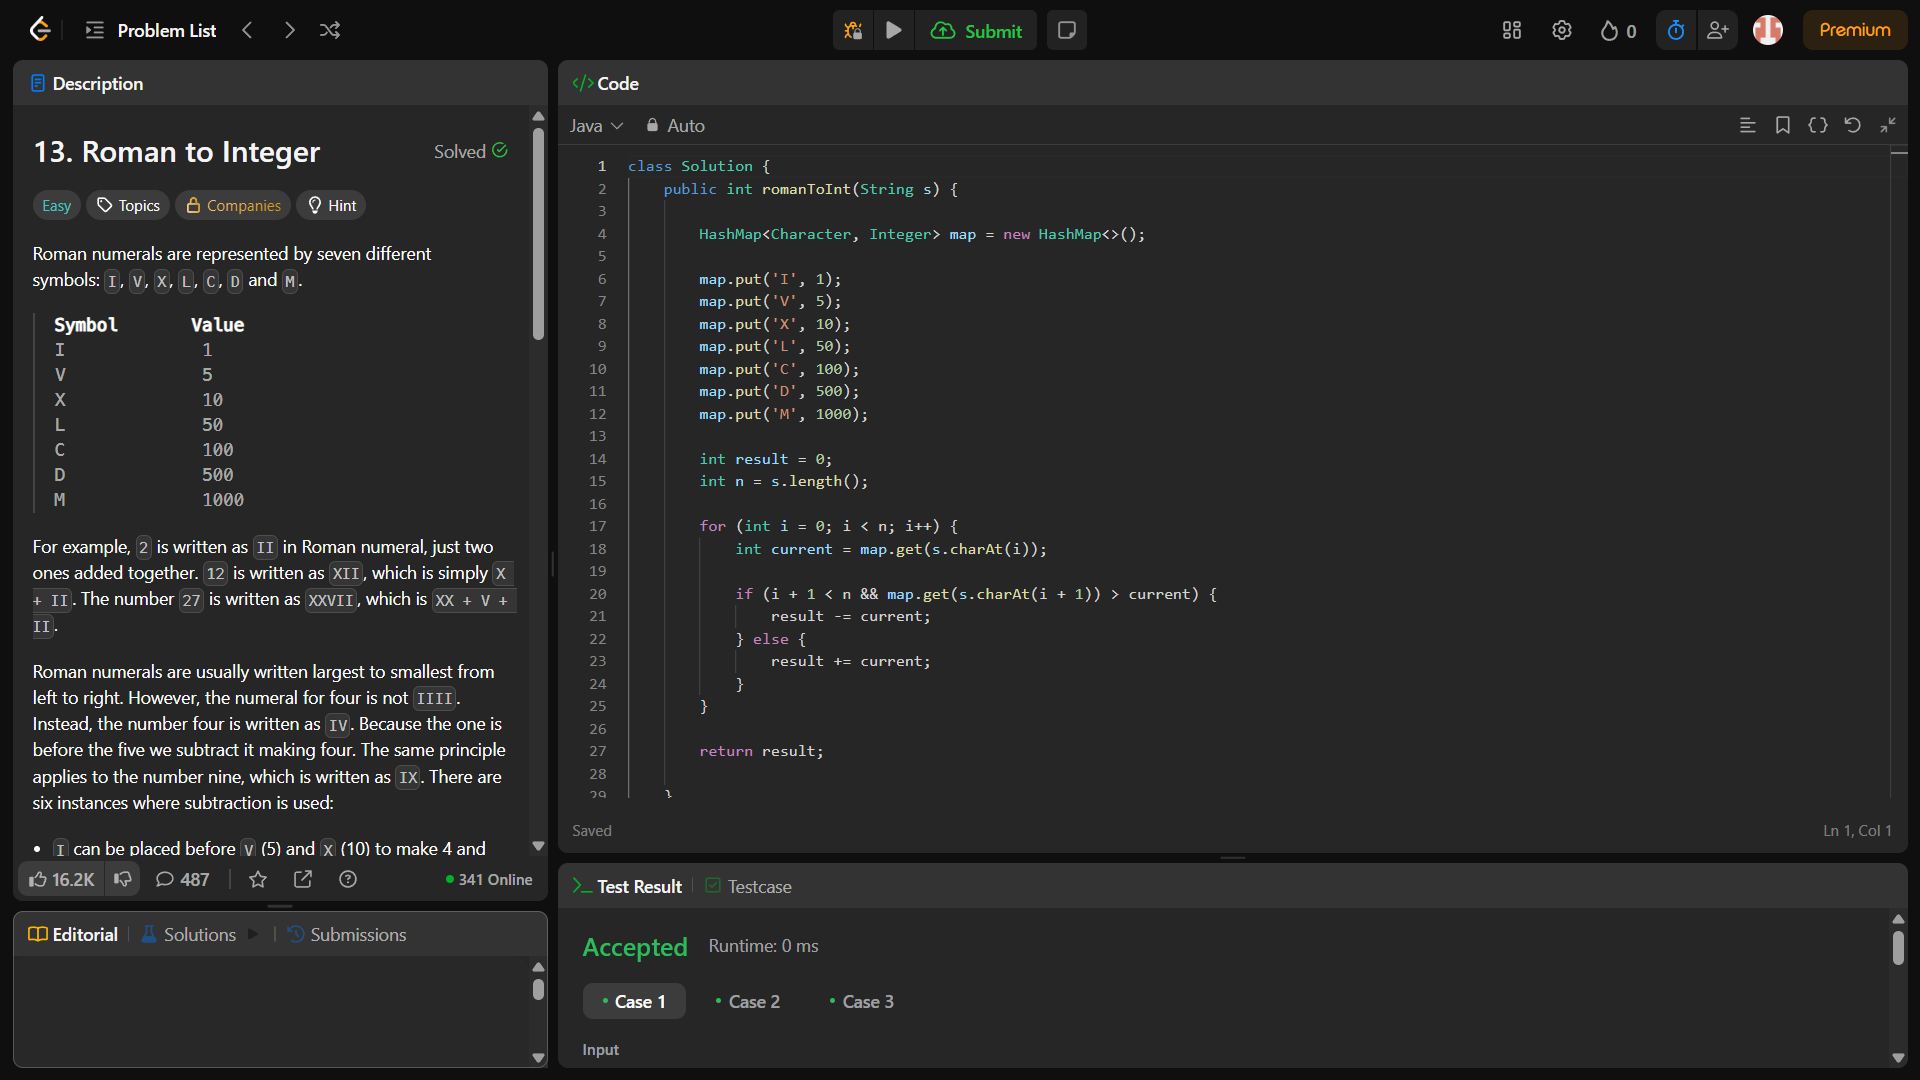 Problem List
Submit
0
Premium
Description
13. Roman to Integer
Solved
Easy
Topics
Companies
Hint
Roman numerals are represented by seven different
symbols: I, V, X, L, C, D and M.
Symbol Value
I 1
V 5
X 10
L 50
C 100
D 500
M 1000
For example, 2 is written as II in Roman numeral, just two
ones added together. 12 is written as XII, which is simply X
+ II. The number 27 is written as XXVII, which is XX + V +
II.
Roman numerals are usually written largest to smallest from
left to right. However, the numeral for four is not IIII.
Instead, the number four is written as IV. Because the one is
before the five we subtract it making four. The same principle
applies to the number nine, which is written as IX. There are
six instances where subtraction is used:
• I can be placed before V (5) and X (10) to make 4 and
16.2K
487
341 Online
Editorial
Solutions
Submissions
</> Code
Java
Auto
1 class Solution {
2 public int romanToInt(String s) {
3
4 HashMap<Character, Integer> map = new HashMap<>();
5
6 map.put('I', 1);
7 map.put('V', 5);
8 map.put('X', 10);
9 map.put('L', 50);
10 map.put('C', 100);
11 map.put('D', 500);
12 map.put('M', 1000);
13
14 int result = 0;
15 int n = s.length();
16
17 for (int i = 0; i < n; i++) {
18 int current = map.get(s.charAt(i));
19
20 if (i + 1 < n && map.get(s.charAt(i + 1)) > current) {
21 result -= current;
22 } else {
23 result += current;
24 }
25 }
26
27 return result;
28
29 }
Saved
Ln 1, Col 1
Test Result
Testcase
Accepted
Runtime: 0 ms
Case 1
Case 2
Case 3
Input